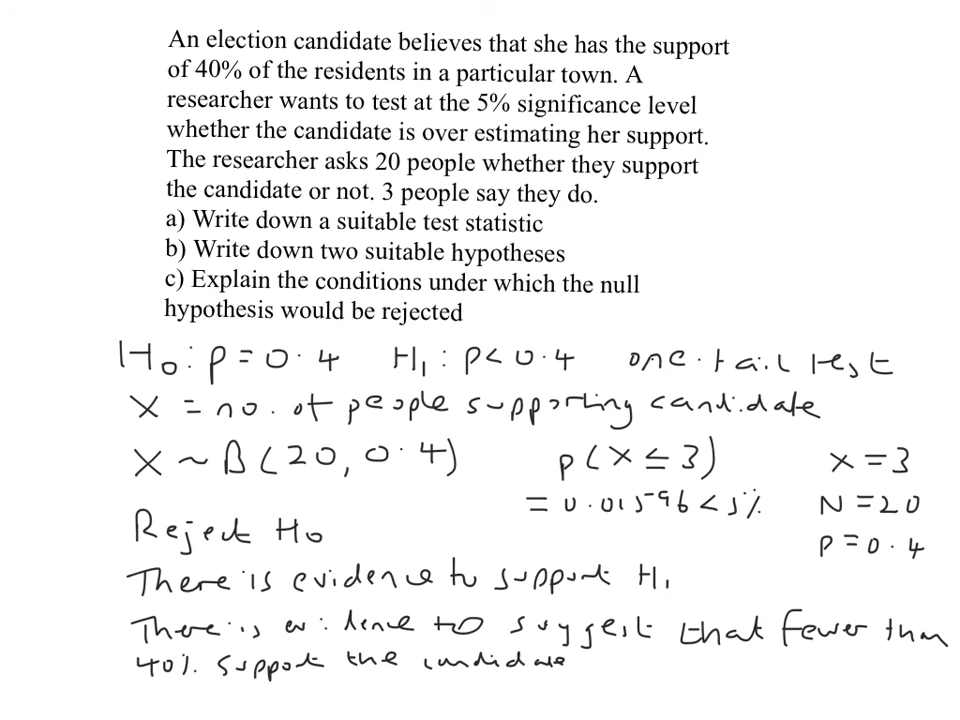 An election candidate believes that she has the support
of 40% of the residents in a particular town. A
researcher wants to test at the 5% significance level
whether the candidate is over estimating her support.
The researcher asks 20 people whether they support
the candidate or not. 3 people say they do.
a) Write down a suitable test statistic
b) Write down two suitable hypotheses
c) Explain the conditions under which the null
hypothesis would be rejected
H₀: p = 0.4 H₁: p < 0.4 one tail test
X = no. of people supporting candidate
X ~ B(20, 0.4) p(X ≤ 3) x = 3
= 0.01596 < 5% N = 20
Reject H₀ p = 0.4
There is evidence to support H₁
There is evidence to suggest that fewer than
40% support the candidate